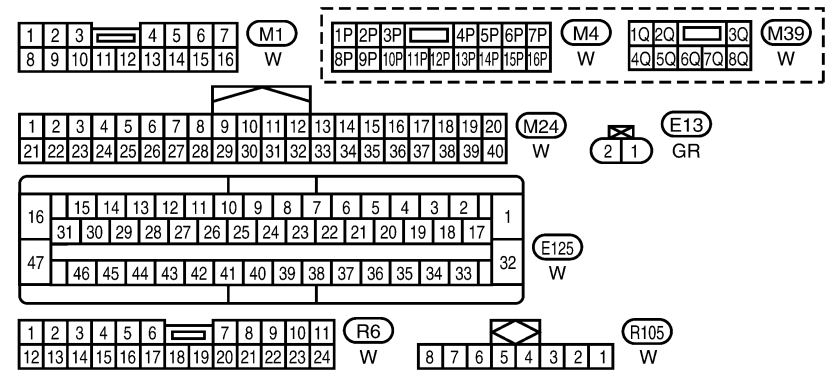 1 2 3 4 5 6 7 M1
8 9 10 11 12 13 14 15 16 W
1P 2P 3P 4P 5P 6P 7P M4
8P 9P 10P 11P 12P 13P 14P 15P 16P W
1Q 2Q 3Q M39
4Q 5Q 6Q 7Q 8Q W
1 2 3 4 5 6 7 8 9 10 11 12 13 14 15 16 17 18 19 20 M24
21 22 23 24 25 26 27 28 29 30 31 32 33 34 35 36 37 38 39 40 W
E13
2 1 GR
16 15 14 13 12 11 10 9 8 7 6 5 4 3 2 1
31 30 29 28 27 26 25 24 23 22 21 20 19 18 17
E125
47 46 45 44 43 42 41 40 39 38 37 36 35 34 33 32
W
1 2 3 4 5 6 7 8 9 10 11 R6
12 13 14 15 16 17 18 19 20 21 22 23 24 W
R105
8 7 6 5 4 3 2 1 W